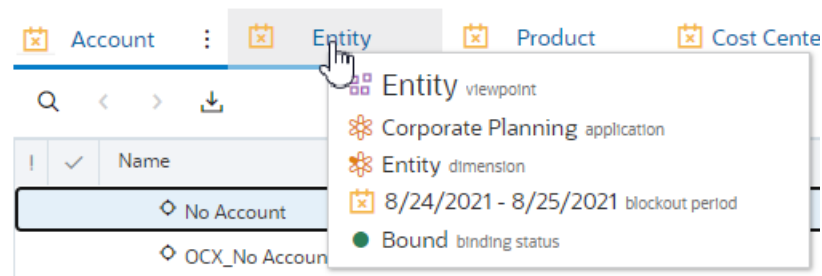 Account Entity Product Cost Cente
Entity viewpoint
Corporate Planning application
! Name
Entity dimension
No Account
8/24/2021 - 8/25/2021 blockout period
OCX_No Accoun
Bound binding status